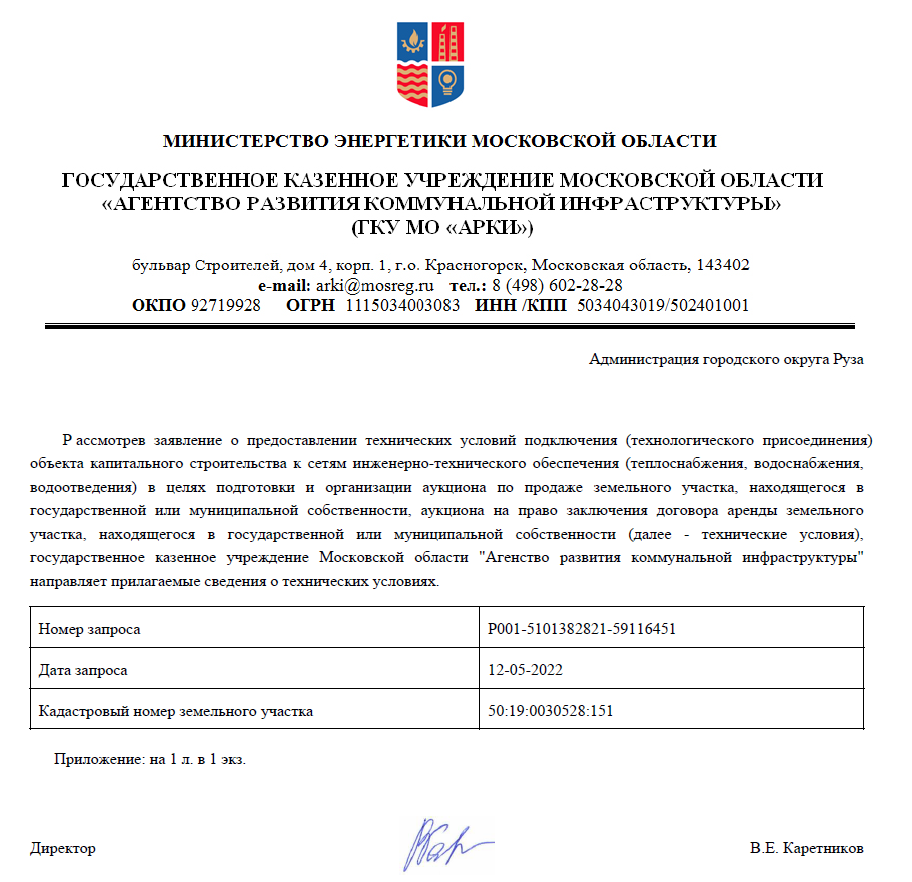 МИНИСТЕРСТВО ЭНЕРГЕТИКИ МОСКОВСКОЙ ОБЛАСТИ
ГОСУДАРСТВЕННОЕ КАЗЕННОЕ УЧРЕЖДЕНИЕ МОСКОВСКОЙ ОБЛАСТИ
«АГЕНТСТВО РАЗВИТИЯ КОММУНАЛЬНОЙ ИНФРАСТРУКТУРЫ»
(ГКУ МО «АРКИ»)
бульвар Строителей, дом 4, корп. 1, г.о. Красногорск, Московская область, 143402
e-mail: arki@mosreg.ru тел.: 8 (498) 602-28-28
ОКПО 92719928 ОГРН 1115034003083 ИНН /КПП 5034043019/502401001
Администрация городского округа Руза
Р ассмотрев заявление о предоставлении технических условий подключения (технологического присоединения)
объекта капитального строительства к сетям инженерно-технического обеспечения (теплоснабжения, водоснабжения,
водоотведения) в целях подготовки и организации аукциона по продаже земельного участка, находящегося в
государственной или муниципальной собственности, аукциона на право заключения договора аренды земельного
участка, находящегося в государственной или муниципальной собственности (далее - технические условия),
государственное казенное учреждение Московской области "Агенство развития коммунальной инфраструктуры"
направляет прилагаемые сведения о технических условиях.
Номер запроса P001-5101382821-59116451
Дата запроса 12-05-2022
Кадастровый номер земельного участка 50:19:0030528:151
Приложение: на 1 л. в 1 экз.
Директор В.Е. Каретников